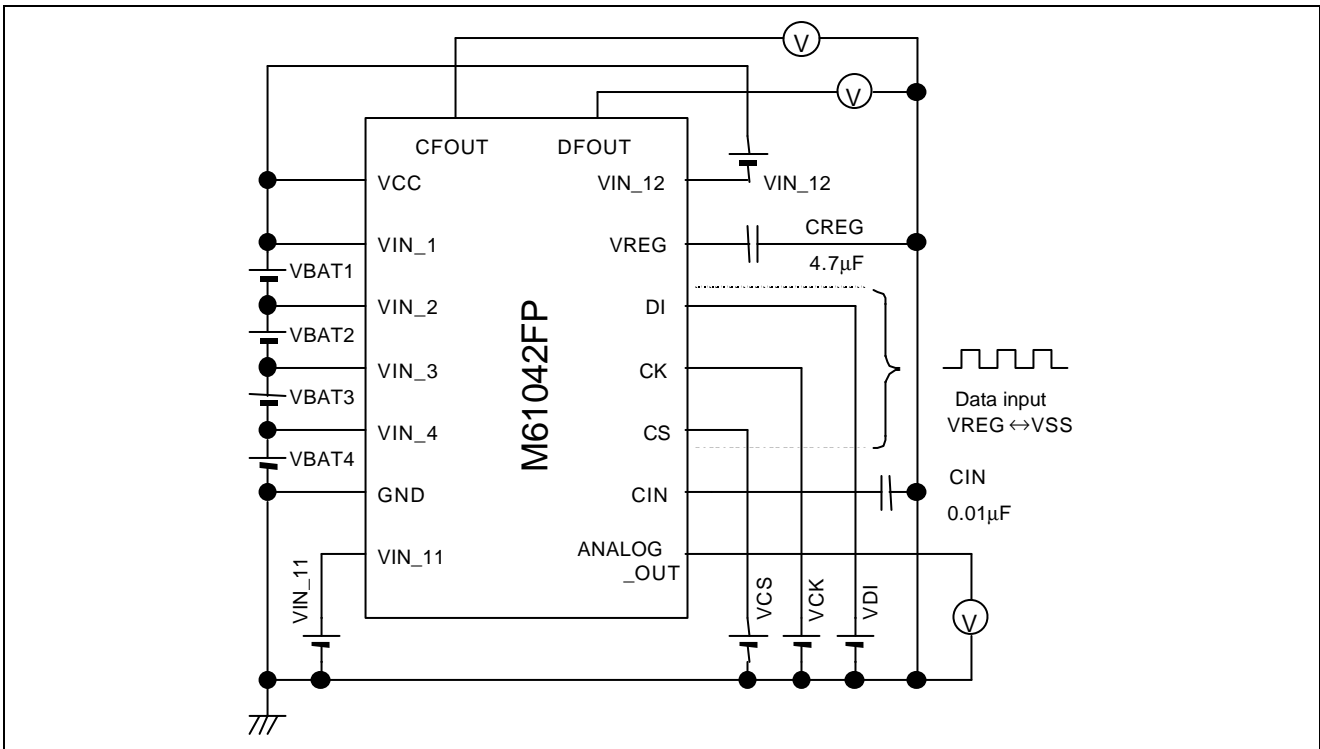 V
V
CFOUT DFOUT
VCC VIN_12 VIN_12
VIN_1 VREG CREG
4.7μF
VBAT1
VIN_2 DI
VBAT2
VIN_3 CK
VBAT3
VIN_4 CS
VBAT4
GND CIN CIN
0.01μF
VIN_11 ANALOG
_OUT
M61042FP
Data input
VREG ↔VSS
VIN_11
VCS
VCK
VDI
V